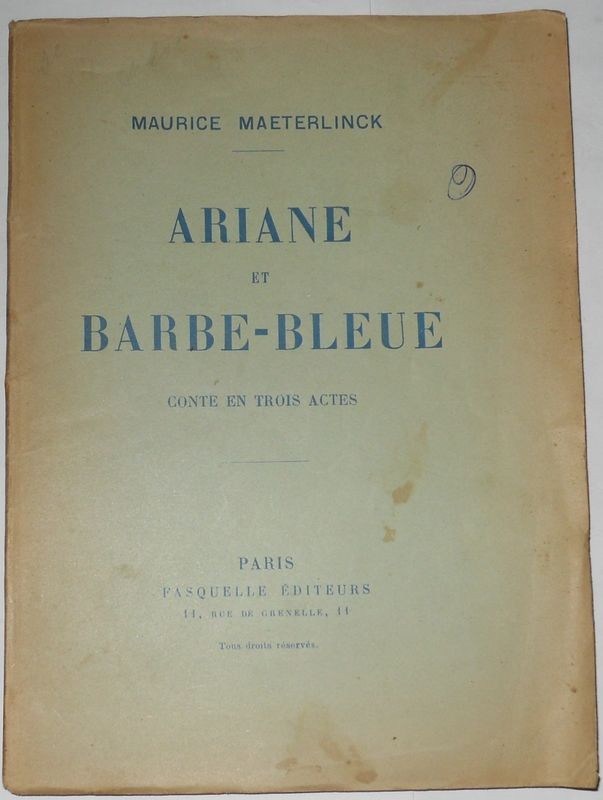 MAURICE MAETERLINCK
ARIANE
ET
BARBE-BLEUE
CONTE EN TROIS ACTES
PARIS
FASQUELLE ÉDITEURS
11, RUE DE GRENELLE, 11
Tous droits réservés.